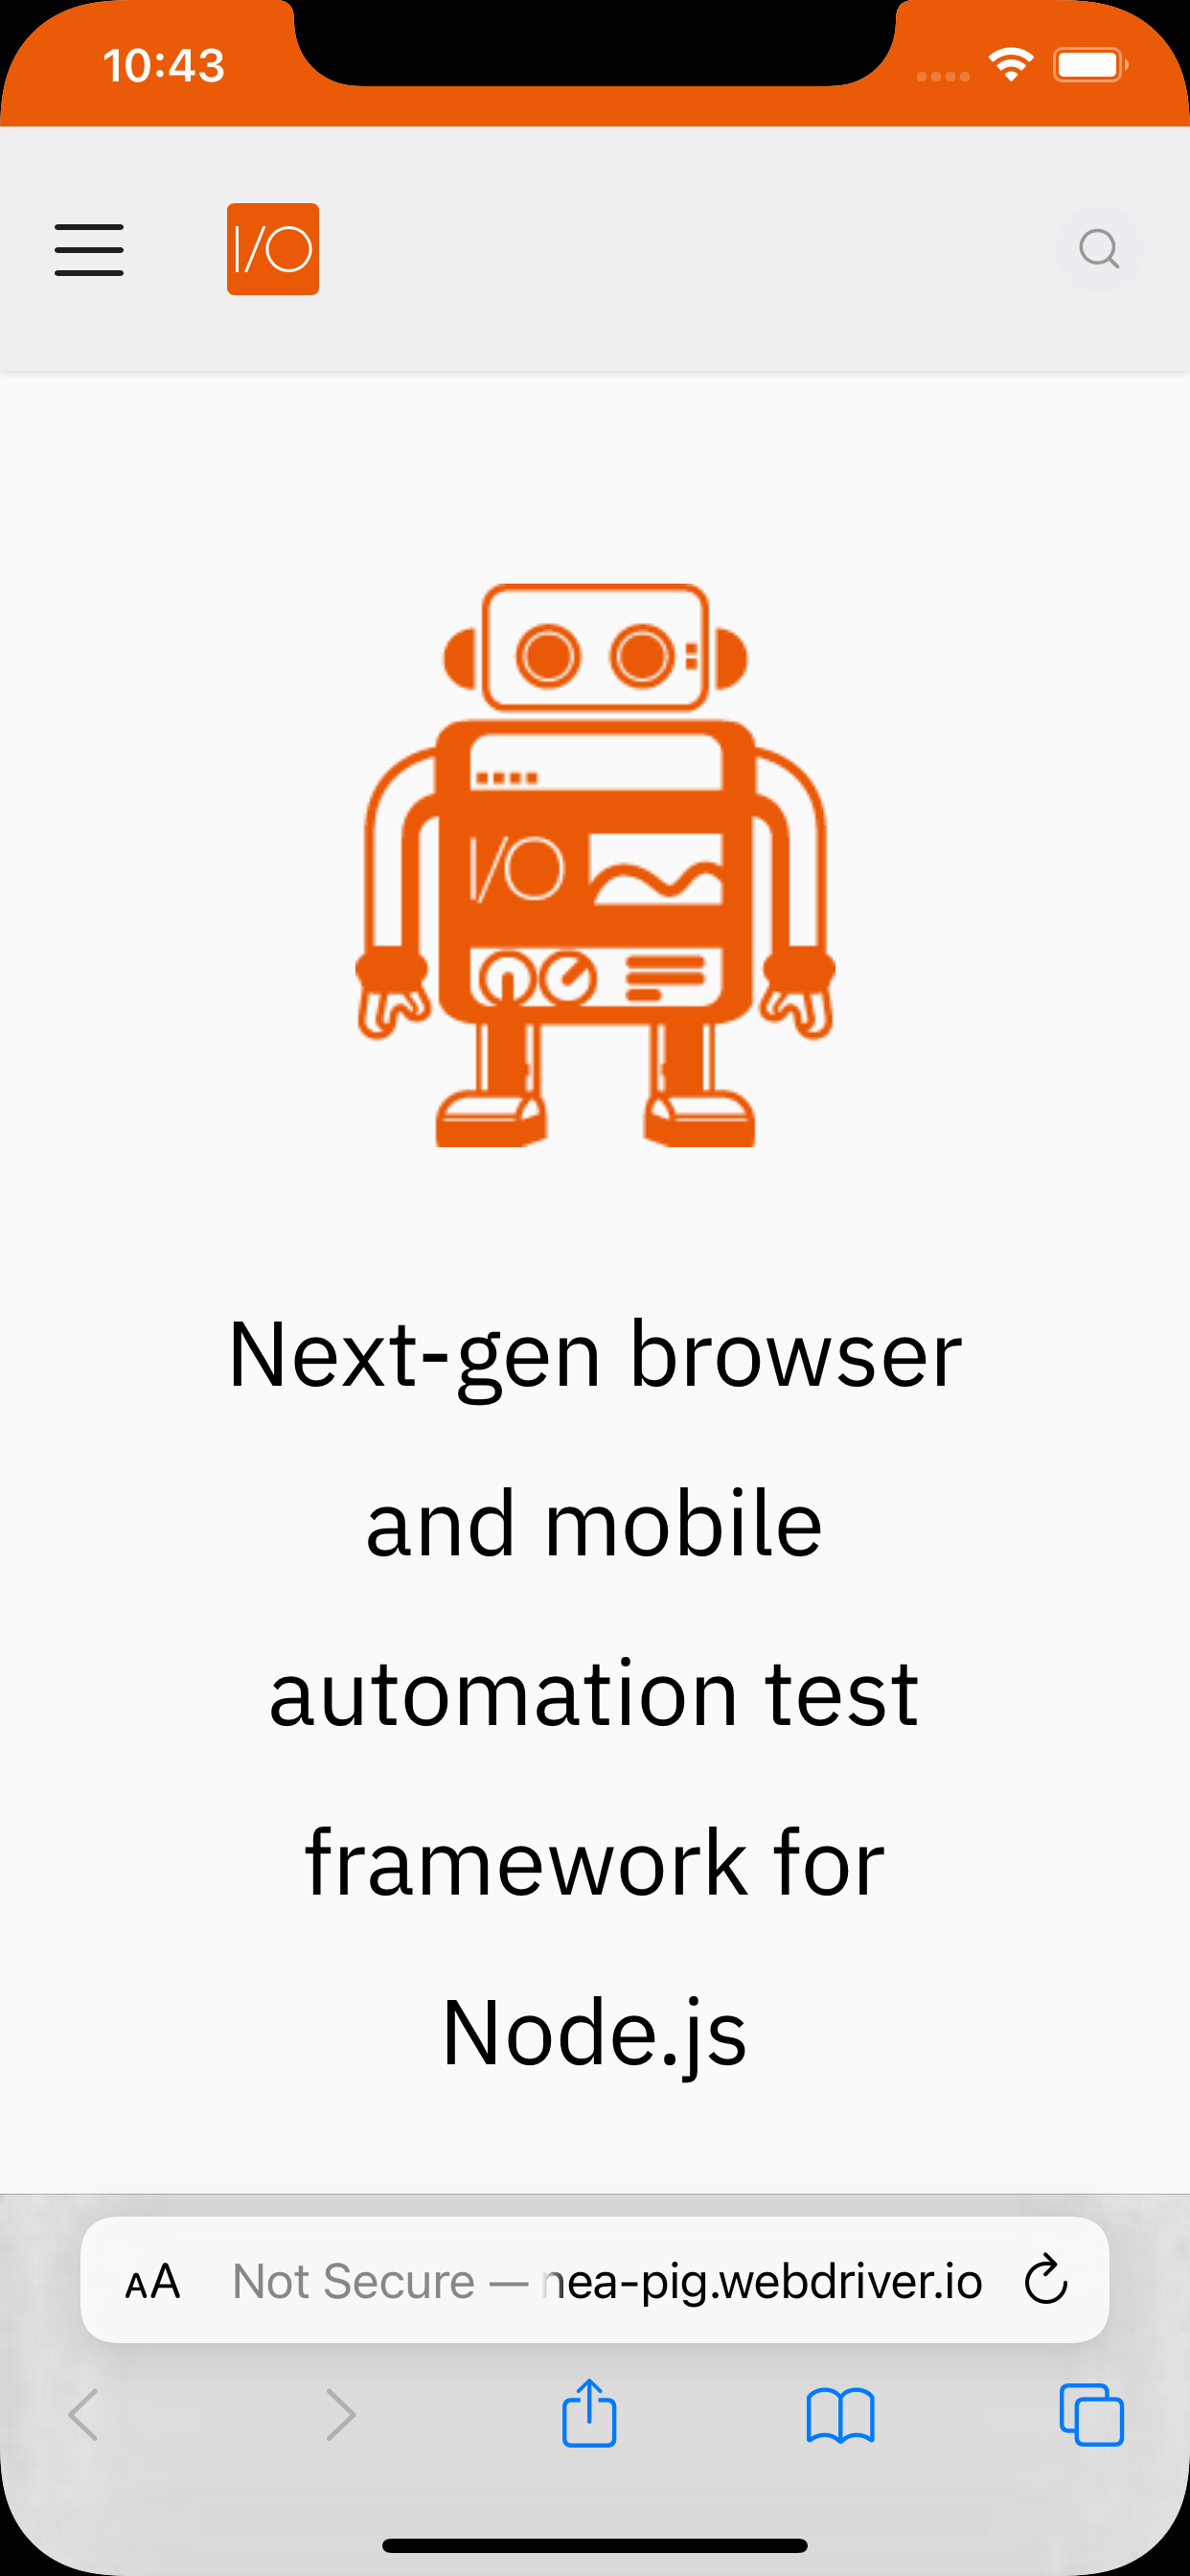 10:43
I/O
I/O
Next-gen browser
and mobile
automation test
framework for
Node.js
AA Not Secure — nea-pig.webdriver.io